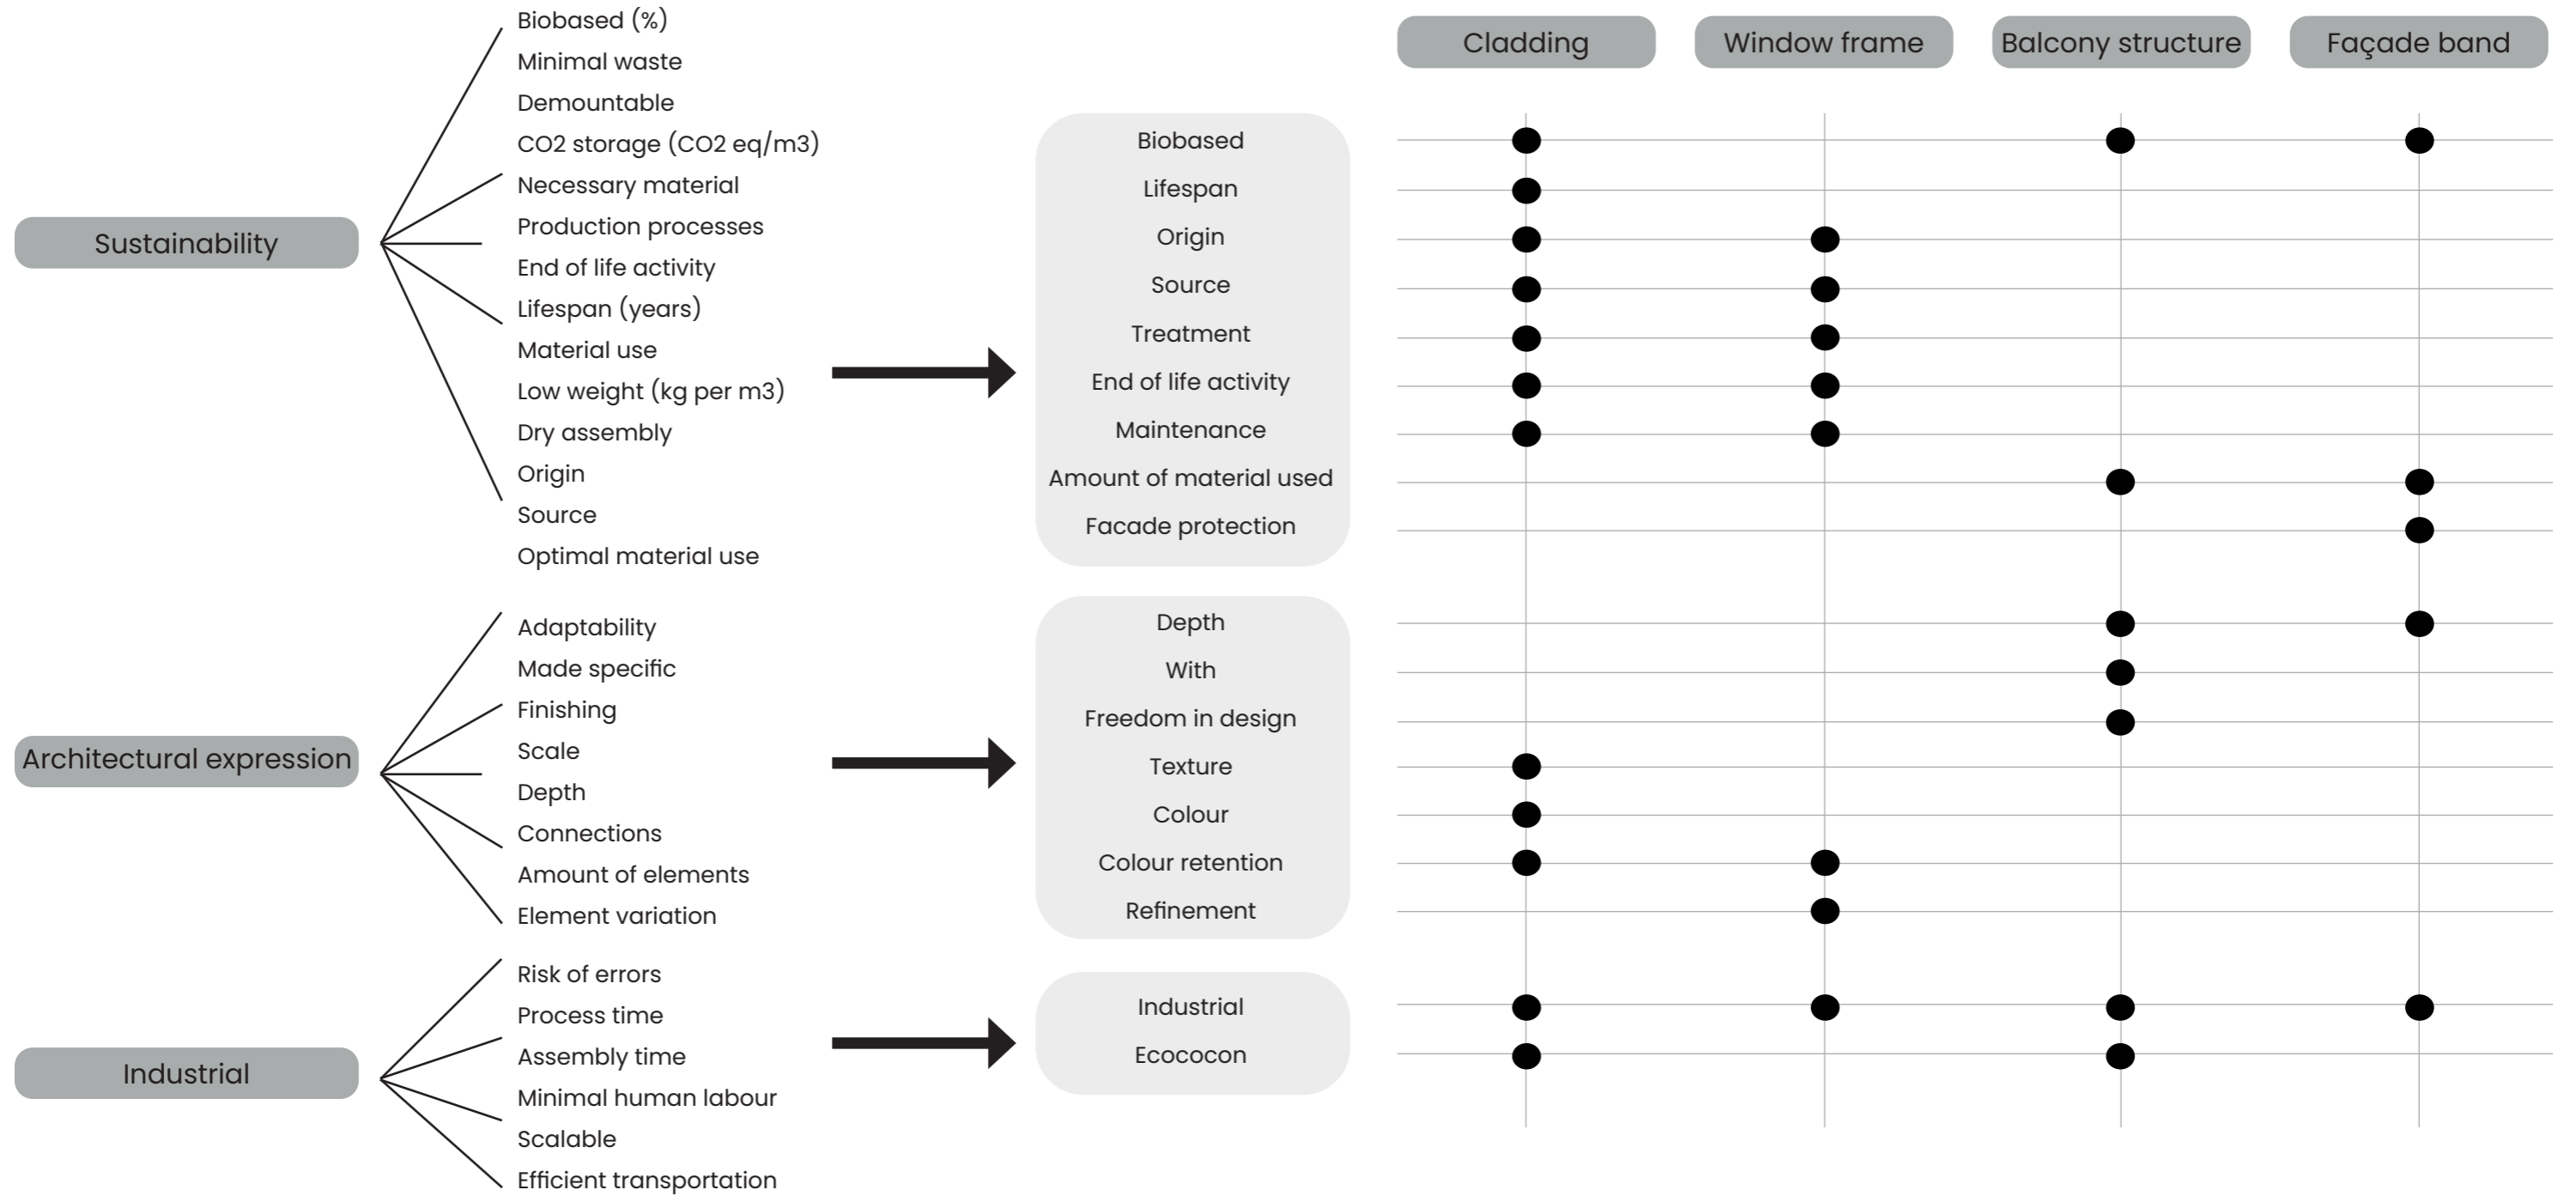 Sustainability
Biobased (%)
Minimal waste
Demountable
CO2 storage (CO2 eq/m3)
Necessary material
Production processes
End of life activity
Lifespan (years)
Material use
Low weight (kg per m3)
Dry assembly
Origin
Source
Optimal material use
Architectural expression
Adaptability
Made specific
Finishing
Scale
Depth
Connections
Amount of elements
Element variation
Industrial
Risk of errors
Process time
Assembly time
Minimal human labour
Scalable
Efficient transportation
Biobased
Lifespan
Origin
Source
Treatment
End of life activity
Maintenance
Amount of material used
Facade protection
Depth
With
Freedom in design
Texture
Colour
Colour retention
Refinement
Industrial
Ecococon
Cladding
Window frame
Balcony structure
Façade band